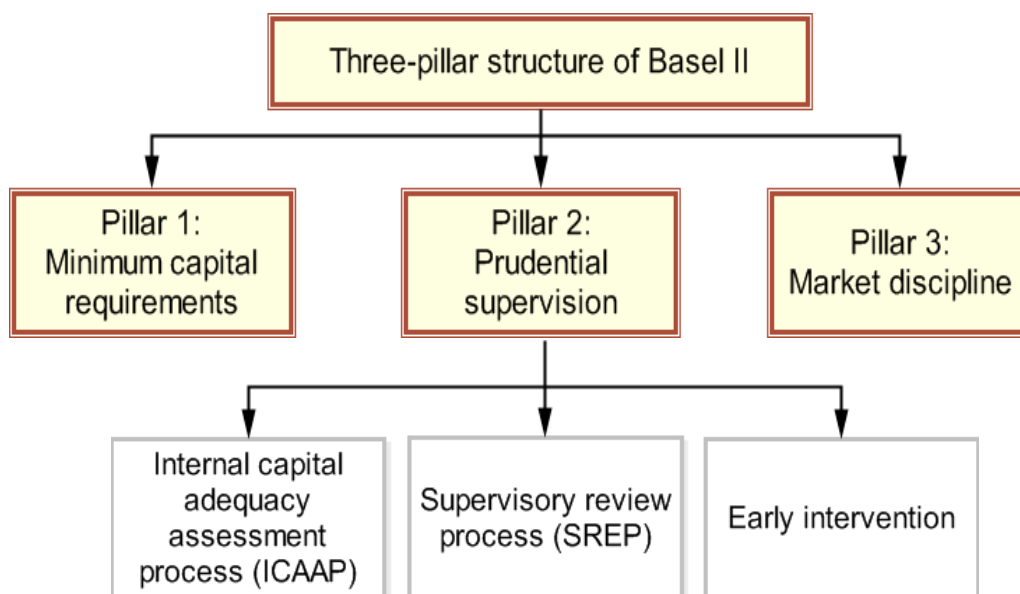 Three-pillar structure of Basel II
Pillar 1:
Minimum capital
requirements
Pillar 2:
Prudential
supervision
Pillar 3:
Market discipline
Internal capital
adequacy
assessment
process (ICAAP)
Supervisory review
process (SREP)
Early intervention